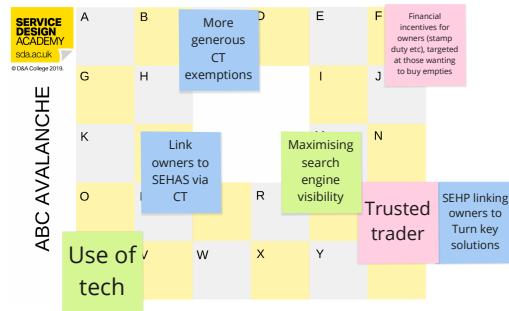 SERVICE
DESIGN
ACADEMY
sda.ac.uk
© D&A College 2019.
ABC AVALANCHE
A
B
More
generous
CT
exemptions
D
E
F
Financial
incentives for
owners (stamp
duty etc), targeted
at those wanting
to buy empties
G
H
I
J
K
Link
owners to
SEHAS via
CT
Maximising
search
engine
visibility
N
O
R
Trusted
trader
SEHP linking
owners to
Turn key
solutions
Use of
tech
V
W
X
Y